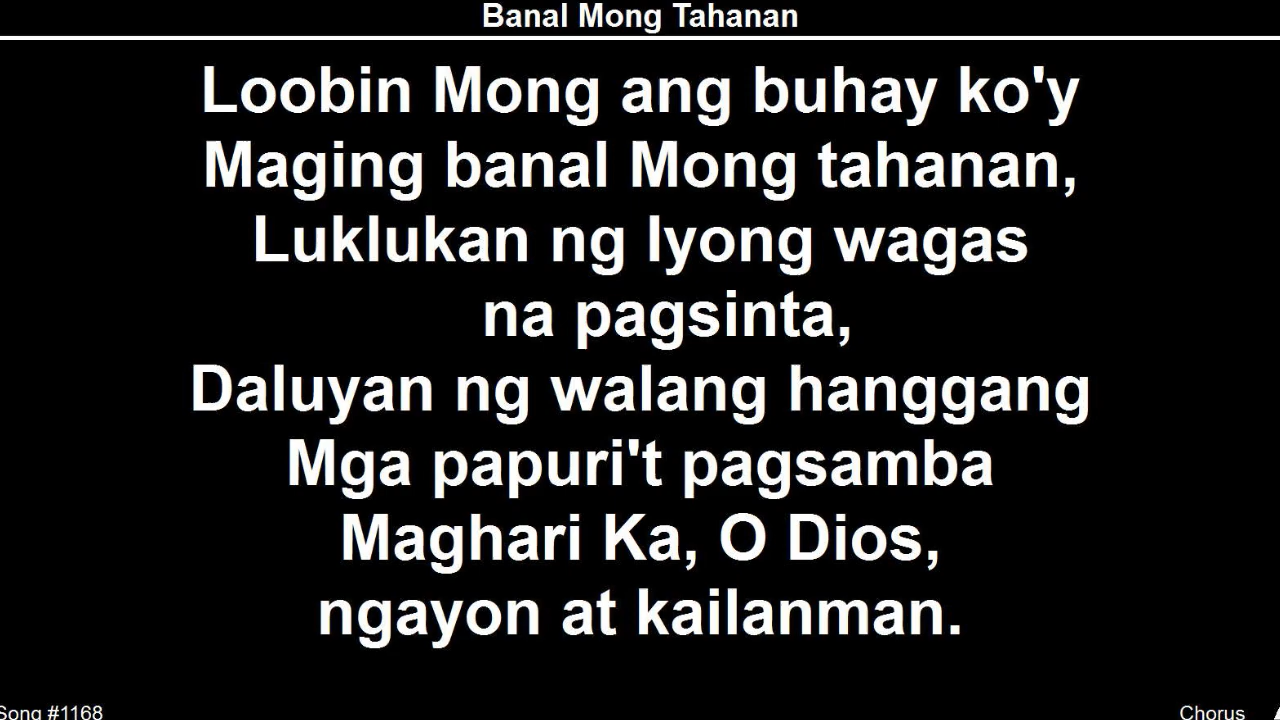 Banal Mong Tahanan
Loobin Mong ang buhay ko'y
Maging banal Mong tahanan,
Luklukan ng Iyong wagas
na pagsinta,
Daluyan ng walang hanggang
Mga papuri't pagsamba
Maghari Ka, O Dios,
ngayon at kailanman.
Song #1168
Chorus